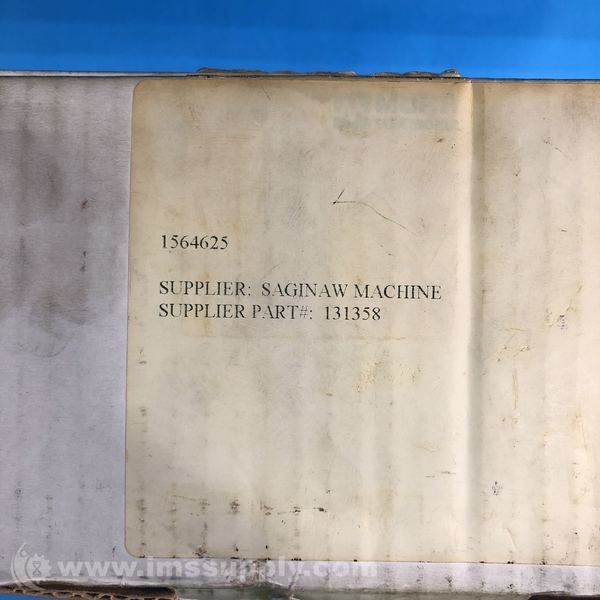 1564625
SUPPLIER: SAGINAW MACHINE
SUPPLIER PART#: 131358
www.imssupply.com